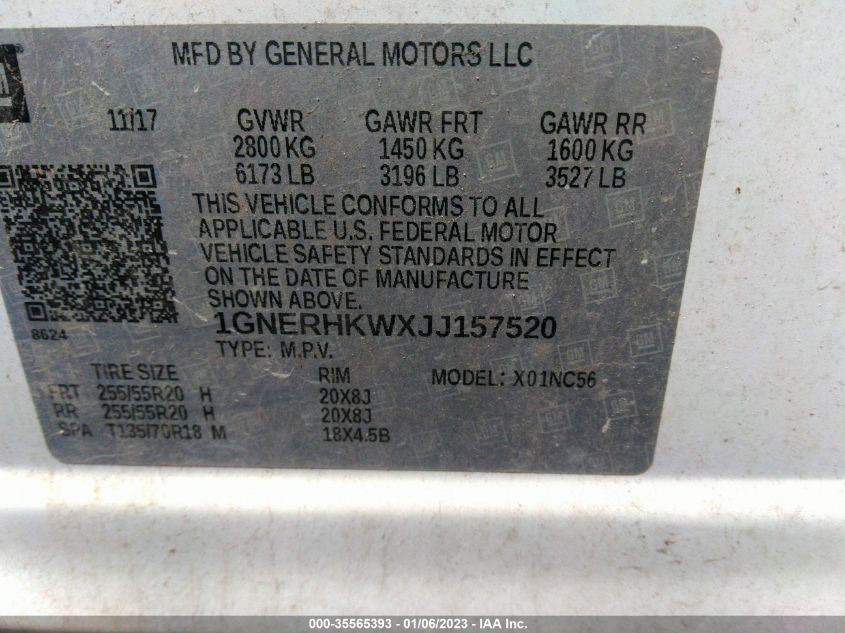 GM
MFD BY GENERAL MOTORS LLC
11/17 GVWR GAWR FRT GAWR RR
2800 KG 1450 KG 1600 KG
6173 LB 3196 LB 3527 LB
THIS VEHICLE CONFORMS TO ALL
APPLICABLE U.S. FEDERAL MOTOR
VEHICLE SAFETY STANDARDS IN EFFECT
ON THE DATE OF MANUFACTURE
SHOWN ABOVE.
8624
1GNERHKWXJJ157520
TYPE: M.P.V.
TIRE SIZE RIM MODEL: X01NC56
FRT 255/55R20 H 20X8J
RR 255/55R20 H 20X8J
SPA T135/70R18 M 18X4.5B
000-35565393 - 01/06/2023 - IAA Inc.